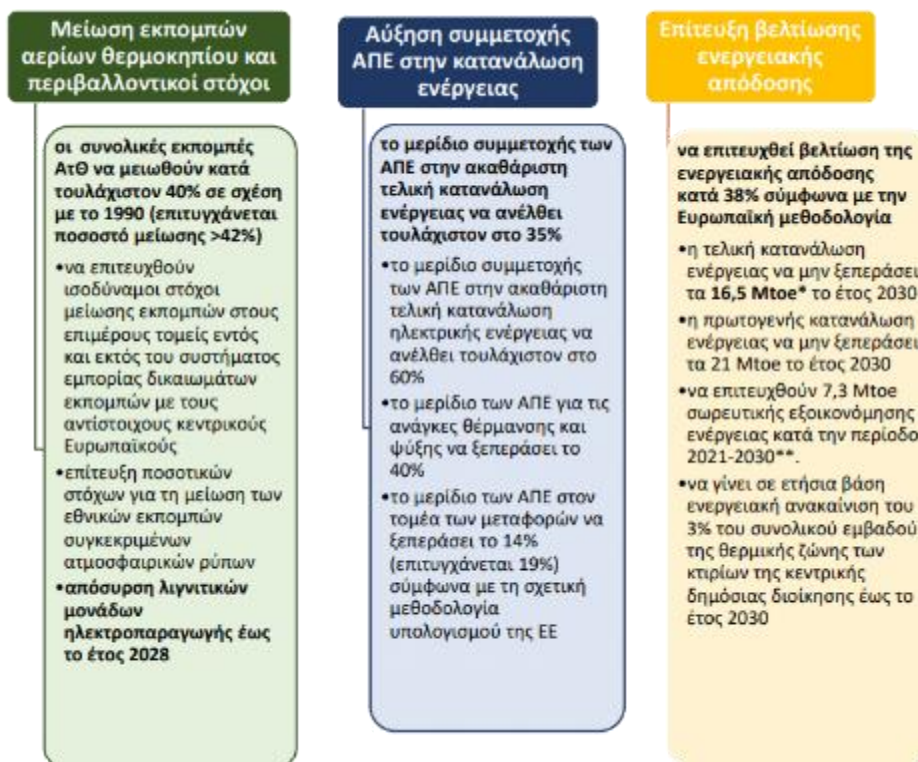 Μείωση εκπομπών
αερίων θερμοκηπίου και
περιβαλλοντικοί στόχοι
οι συνολικές εκπομπές
ΑτΘ να μειωθούν κατά
τουλάχιστον 40% σε σχέση
με το 1990 (επιτυγχάνεται
ποσοστό μείωσης >42%)
•να επιτευχθούν
ισοδύναμοι στόχοι
μείωσης εκπομπών στους
επιμέρους τομείς εντός
και εκτός του συστήματος
εμπορίας δικαιωμάτων
εκπομπών με τους
αντίστοιχους κεντρικούς
Ευρωπαϊκούς
•επίτευξη ποσοτικών
στόχων για τη μείωση των
εθνικών εκπομπών
συγκεκριμένων
ατμοσφαιρικών ρύπων
•απόσυρση λιγνιτικών
μονάδων
ηλεκτροπαραγωγής έως
το έτος 2028
Αύξηση συμμετοχής
ΑΠΕ στην κατανάλωση
ενέργειας
το μερίδιο συμμετοχής των
ΑΠΕ στην ακαθάριστη
τελική κατανάλωση
ενέργειας να ανέλθει
τουλάχιστον στο 35%
•το μερίδιο συμμετοχής
των ΑΠΕ στην ακαθάριστη
τελική κατανάλωση
ηλεκτρικής ενέργειας να
ανέλθει τουλάχιστον στο
60%
•το μερίδιο των ΑΠΕ για τις
ανάγκες θέρμανσης και
ψύξης να ξεπεράσει το
40%
•το μερίδιο των ΑΠΕ στον
τομέα των μεταφορών να
ξεπεράσει το 14%
(επιτυγχάνεται 19%)
σύμφωνα με τη σχετική
μεθοδολογία
υπολογισμού της ΕΕ
Επίτευξη βελτίωσης
ενεργειακής
απόδοσης
να επιτευχθεί βελτίωση της
ενεργειακής απόδοσης
κατά 38% σύμφωνα με την
Ευρωπαϊκή μεθοδολογία
•η τελική κατανάλωση
ενέργειας να μην ξεπεράσει
τα 16,5 Mtoe* το έτος 2030
•η πρωτογενής κατανάλωση
ενέργειας να μην ξεπεράσει
τα 21 Mtoe το έτος 2030
•να επιτευχθούν 7,3 Mtoe
σωρευτικής εξοικονόμησης
ενέργειας κατά την περίοδο
2021-2030**.
•να γίνει σε ετήσια βάση
ενεργειακή ανακαίνιση του
3% του συνολικού εμβαδού
της θερμικής ζώνης των
κτιρίων της κεντρικής
δημόσιας διοίκησης έως το
έτος 2030